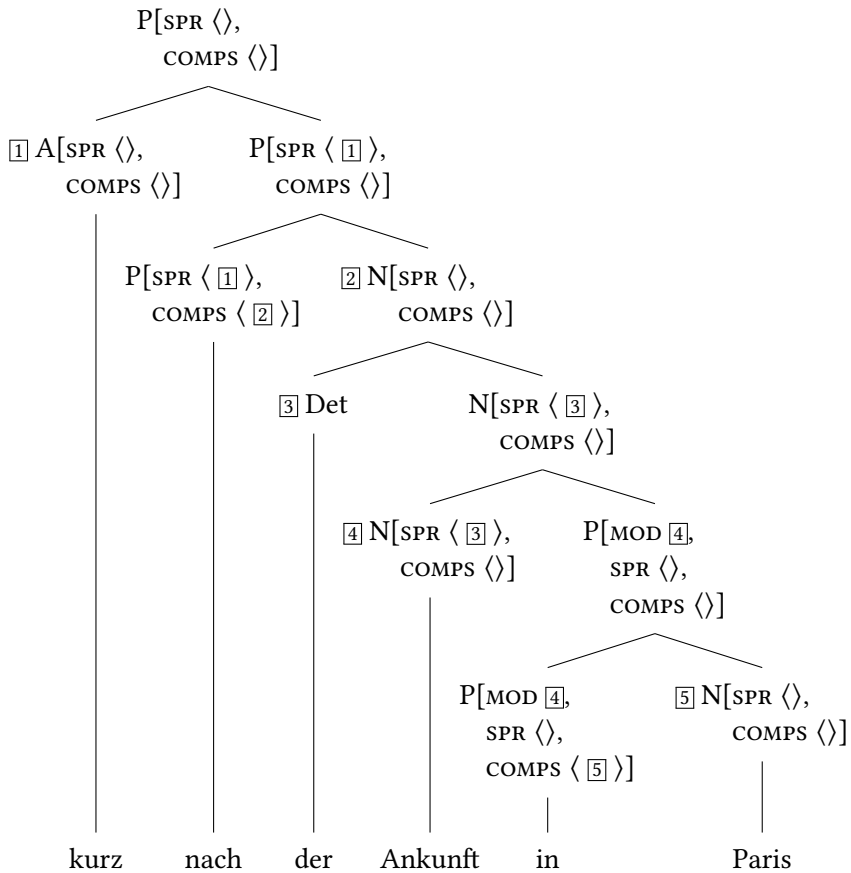 P[SPR ⟨⟩,
COMPS ⟨⟩]
1 A[SPR ⟨⟩, P[SPR ⟨ 1 ⟩,
COMPS ⟨⟩] COMPS ⟨⟩]
P[SPR ⟨ 1 ⟩, 2 N[SPR ⟨⟩,
COMPS ⟨ 2 ⟩] COMPS ⟨⟩]
3 Det N[SPR ⟨ 3 ⟩,
COMPS ⟨⟩]
4 N[SPR ⟨ 3 ⟩, P[MOD 4,
COMPS ⟨⟩] SPR ⟨⟩,
COMPS ⟨⟩]
P[MOD 4, 5 N[SPR ⟨⟩,
SPR ⟨⟩, COMPS ⟨⟩]
COMPS ⟨ 5 ⟩]
kurz nach der Ankunft in Paris